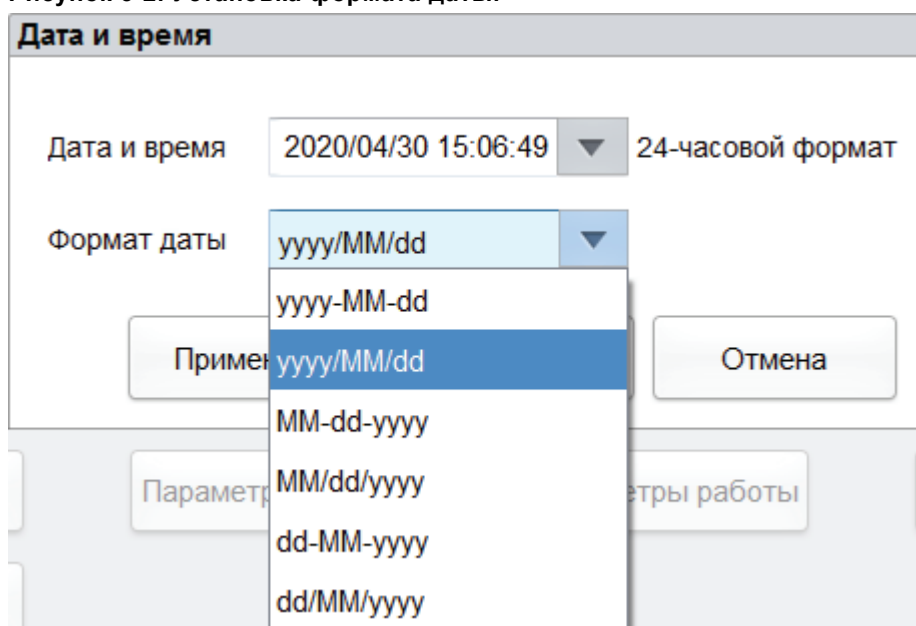 Дата и время
Дата и время 2020/04/30 15:06:49 24-часовой формат
Формат даты yyyy/MM/dd
yyyy-MM-dd
yyyy/MM/dd
Отмена
MM-dd-yyyy
MM/dd/yyyy
работы
dd-MM-yyyy
dd/MM/yyyy